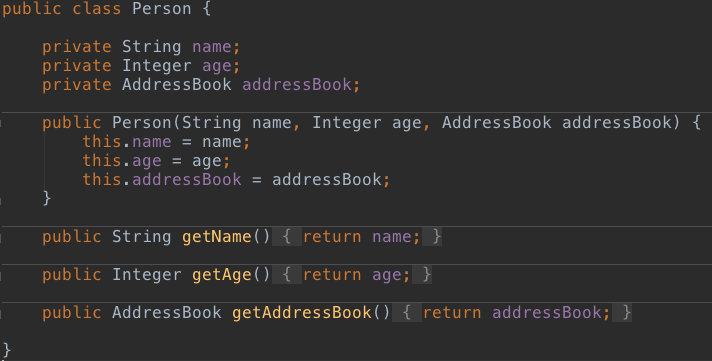 public class Person {
private String name;
private Integer age;
private AddressBook addressBook;
public Person(String name, Integer age, AddressBook addressBook) {
this.name = name;
this.age = age;
this.addressBook = addressBook;
}
public String getName() { return name; }
public Integer getAge() { return age; }
public AddressBook getAddressBook() { return addressBook; }
}